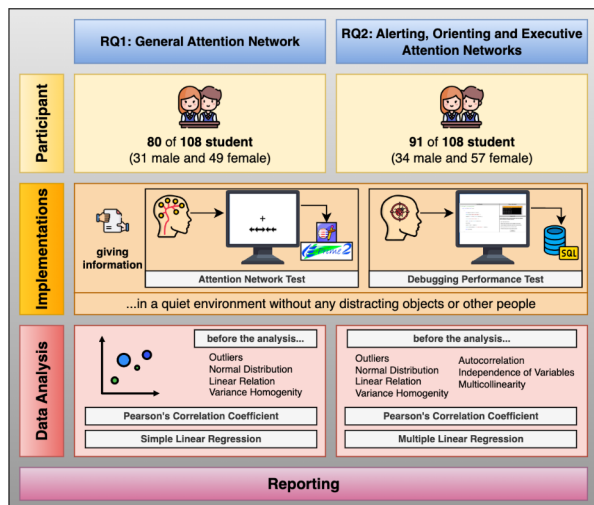 RQ1: General Attention Network
RQ2: Alerting, Orienting and Executive
Attention Networks
Participant
80 of 108 student
(31 male and 49 female)
91 of 108 student
(34 male and 57 female)
Implementations
giving
information
+
Prime2
Attention Network Test
SQL
Debugging Performance Test
...in a quiet environment without any distracting objects or other people
Data Analysis
before the analysis...
Outliers
Normal Distribution
Linear Relation
Variance Homogenity
Pearson's Correlation Coefficient
Simple Linear Regression
before the analysis...
Outliers
Normal Distribution
Linear Relation
Variance Homogenity
Autocorrelation
Independence of Variables
Multicollinearity
Pearson's Correlation Coefficient
Multiple Linear Regression
Reporting